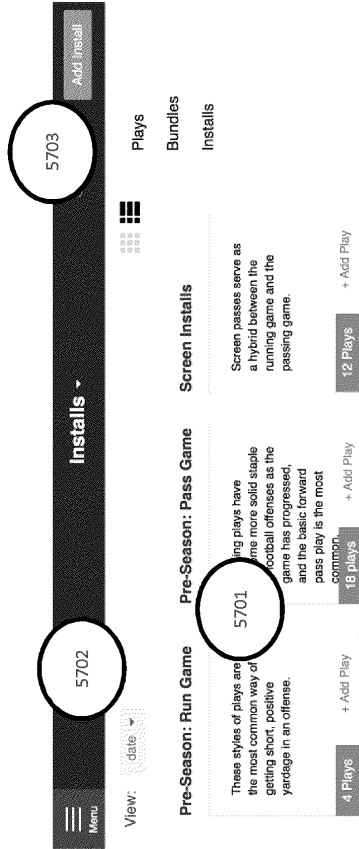 Menu
5702
Installs
5703
Add Install
View:
date
Plays
Bundles
Installs
Pre-Season: Run Game
These styles of plays are
the most common way of
getting short, positive
yardage in an offense.
4 Plays
+ Add Play
5701
Pre-Season: Pass Game
ing plays have
me more solid staple
ootball offenses as the
game has progressed,
and the basic forward
pass play is the most
common.
18 plays
+ Add Play
Screen Installs
Screen passes serve as
a hybrid between the
running game and the
passing game.
12 Plays
+ Add Play